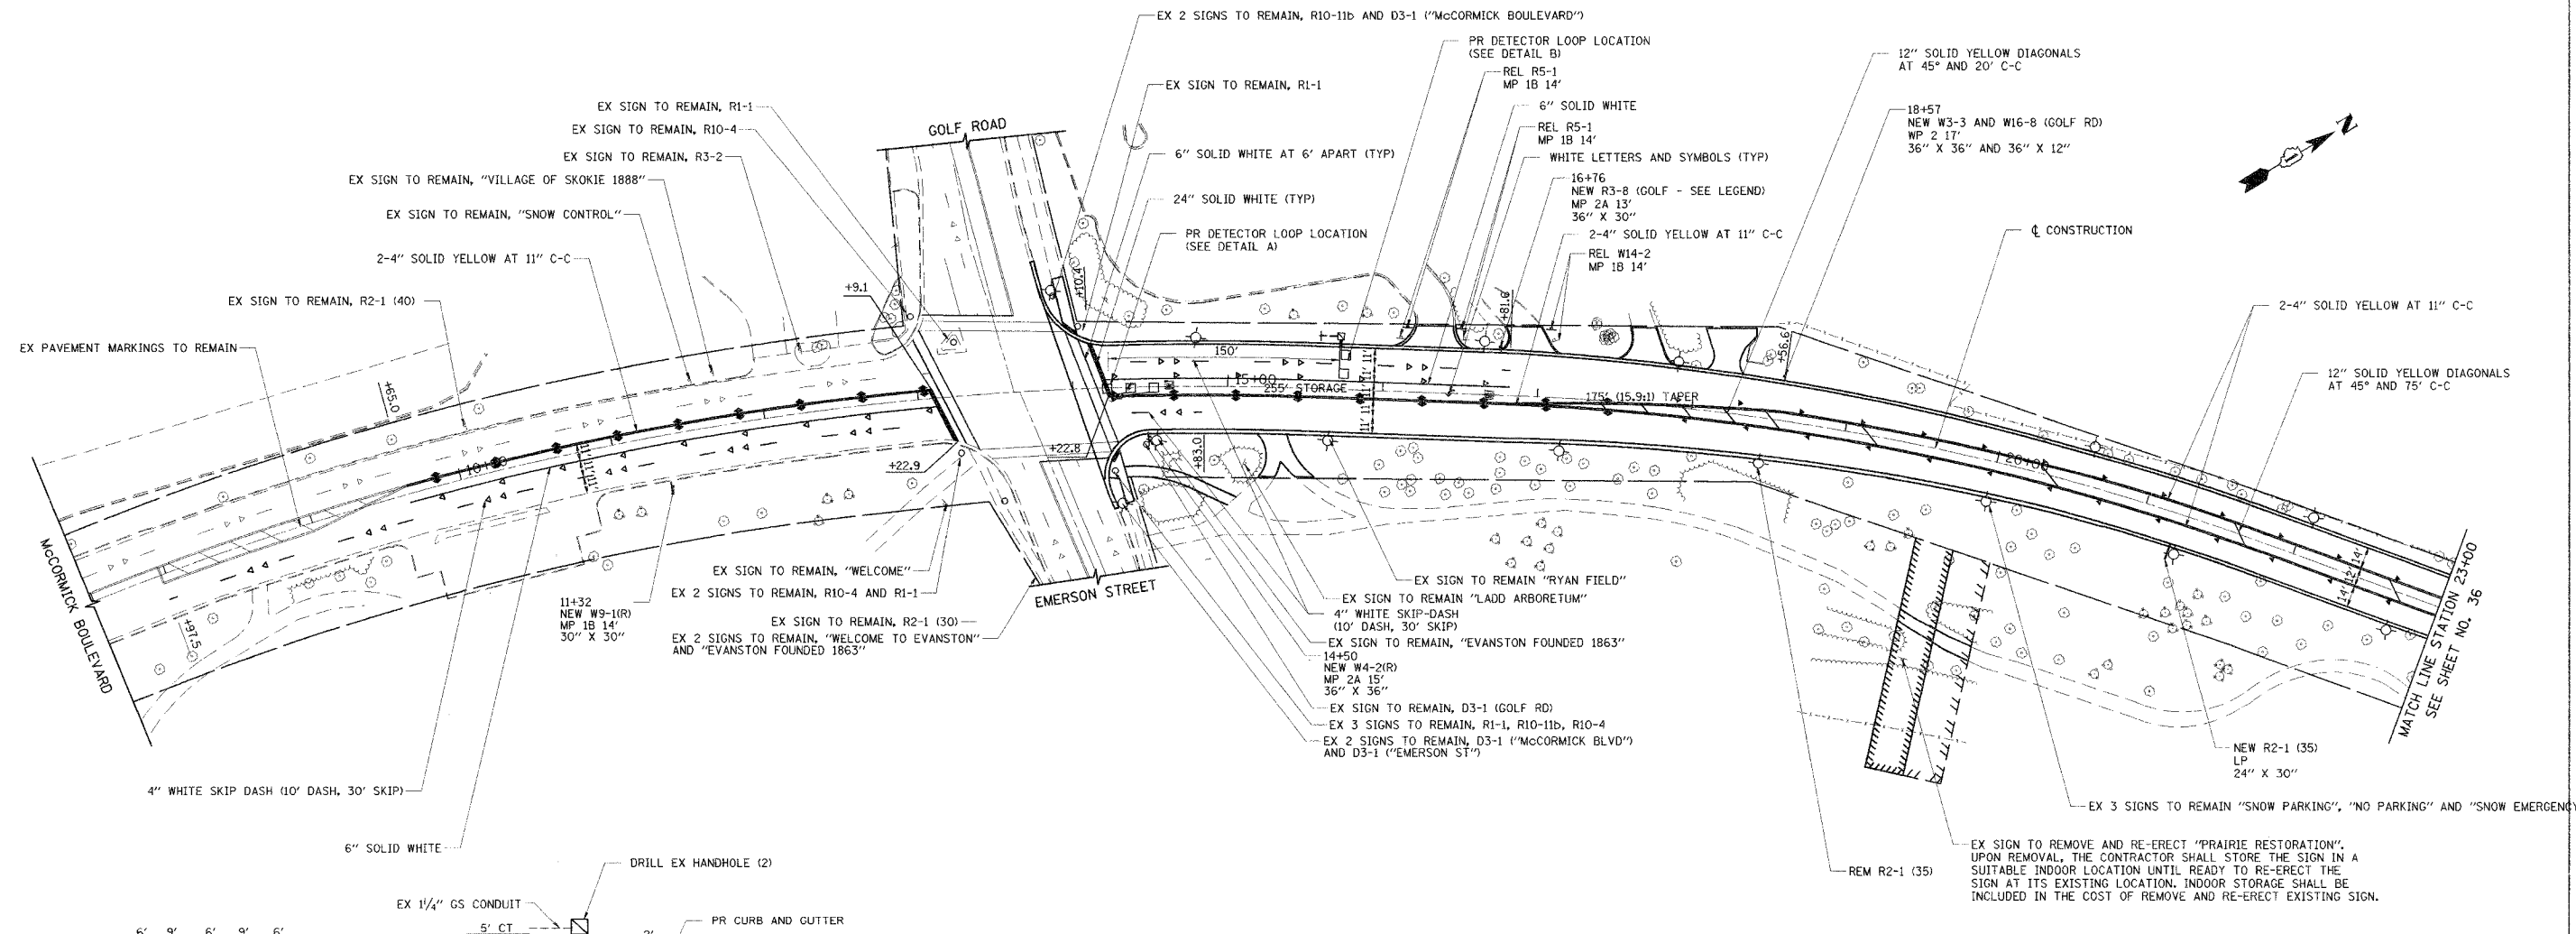 EX 2 SIGNS TO REMAIN, R10-11b AND D3-1 ("McCORMICK BOULEVARD")
PR DETECTOR LOOP LOCATION
(SEE DETAIL B)
12" SOLID YELLOW DIAGONALS
AT 45° AND 20' C-C
REL R5-1
MP 1B 14'
EX SIGN TO REMAIN, R1-1
EX SIGN TO REMAIN, R1-1
6" SOLID WHITE
18+57
NEW W3-3 AND W16-8 (GOLF RD)
WP 2 17'
36" X 36" AND 36" X 12"
EX SIGN TO REMAIN, R10-4
GOLF ROAD
REL R5-1
MP 1B 14'
N
EX SIGN TO REMAIN, R3-2
6" SOLID WHITE AT 6' APART (TYP)
WHITE LETTERS AND SYMBOLS (TYP)
EX SIGN TO REMAIN, "VILLAGE OF SKOKIE 1888"
16+76
NEW R3-8 (GOLF - SEE LEGEND)
MP 2A 13'
36" X 30"
EX SIGN TO REMAIN, "SNOW CONTROL"
24" SOLID WHITE (TYP)
PR DETECTOR LOOP LOCATION
(SEE DETAIL A)
2-4" SOLID YELLOW AT 11" C-C
℄ CONSTRUCTION
2-4" SOLID YELLOW AT 11" C-C
REL W14-2
MP 1B 14'
+10.4
+9.1
EX SIGN TO REMAIN, R2-1 (40)
+81.6
2-4" SOLID YELLOW AT 11" C-C
EX PAVEMENT MARKINGS TO REMAIN
150'
+56.6
+65.0
15+00
255' STORAGE
175' (15.9:1) TAPER
12" SOLID YELLOW DIAGONALS
AT 45° AND 75' C-C
11' 11'
11' 11' 11' 7'
+22.8
+83.0
+22.9
11' 11'
20+00
McCORMICK BOULEVARD
EX SIGN TO REMAIN, "WELCOME"
EX 2 SIGNS TO REMAIN, R10-4 AND R1-1
EMERSON STREET
EX SIGN TO REMAIN "RYAN FIELD"
EX SIGN TO REMAIN "LADD ARBORETUM"
4" WHITE SKIP-DASH
(10' DASH, 30' SKIP)
14' 12' 14'
MATCH LINE STATION 23+00
SEE SHEET NO. 36
11+32
NEW W9-1(R)
MP 1B 14'
30" X 30"
+97.5
EX SIGN TO REMAIN, R2-1 (30)
EX 2 SIGNS TO REMAIN, "WELCOME TO EVANSTON"
AND "EVANSTON FOUNDED 1863"
EX SIGN TO REMAIN, "EVANSTON FOUNDED 1863"
14+50
NEW W4-2(R)
MP 2A 15'
36" X 36"
EX SIGN TO REMAIN, D3-1 (GOLF RD)
EX 3 SIGNS TO REMAIN, R1-1, R10-11b, R10-4
EX 2 SIGNS TO REMAIN, D3-1 ("McCORMICK BLVD")
AND D3-1 ("EMERSON ST")
NEW R2-1 (35)
LP
24" X 30"
4" WHITE SKIP DASH (10' DASH, 30' SKIP)
EX 3 SIGNS TO REMAIN "SNOW PARKING", "NO PARKING" AND "SNOW EMERGENCY
6" SOLID WHITE
DRILL EX HANDHOLE (2)
REM R2-1 (35)
EX SIGN TO REMOVE AND RE-ERECT "PRAIRIE RESTORATION".
UPON REMOVAL, THE CONTRACTOR SHALL STORE THE SIGN IN A
SUITABLE INDOOR LOCATION UNTIL READY TO RE-ERECT THE
SIGN AT ITS EXISTING LOCATION. INDOOR STORAGE SHALL BE
INCLUDED IN THE COST OF REMOVE AND RE-ERECT EXISTING SIGN.
EX 1¼" GS CONDUIT
PR CURB AND GUTTER
5' CT
6' 9' 6' 9' 6'
2'